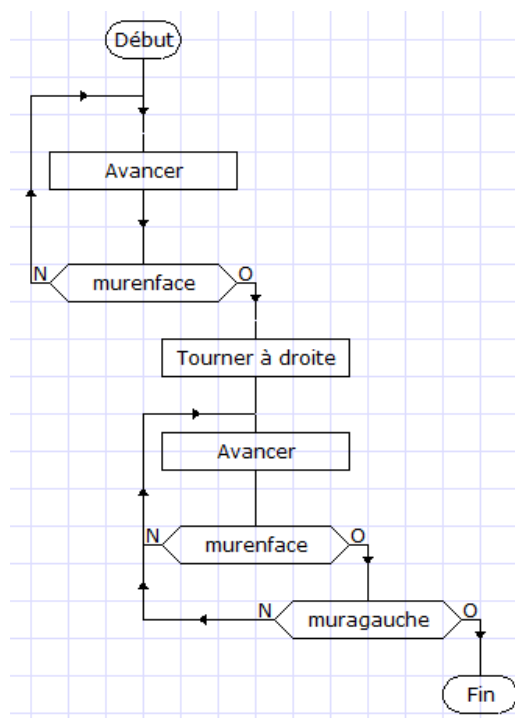 Début
Avancer
N murenface O
Tourner à droite
Avancer
N murenface O
N muragauche O
Fin